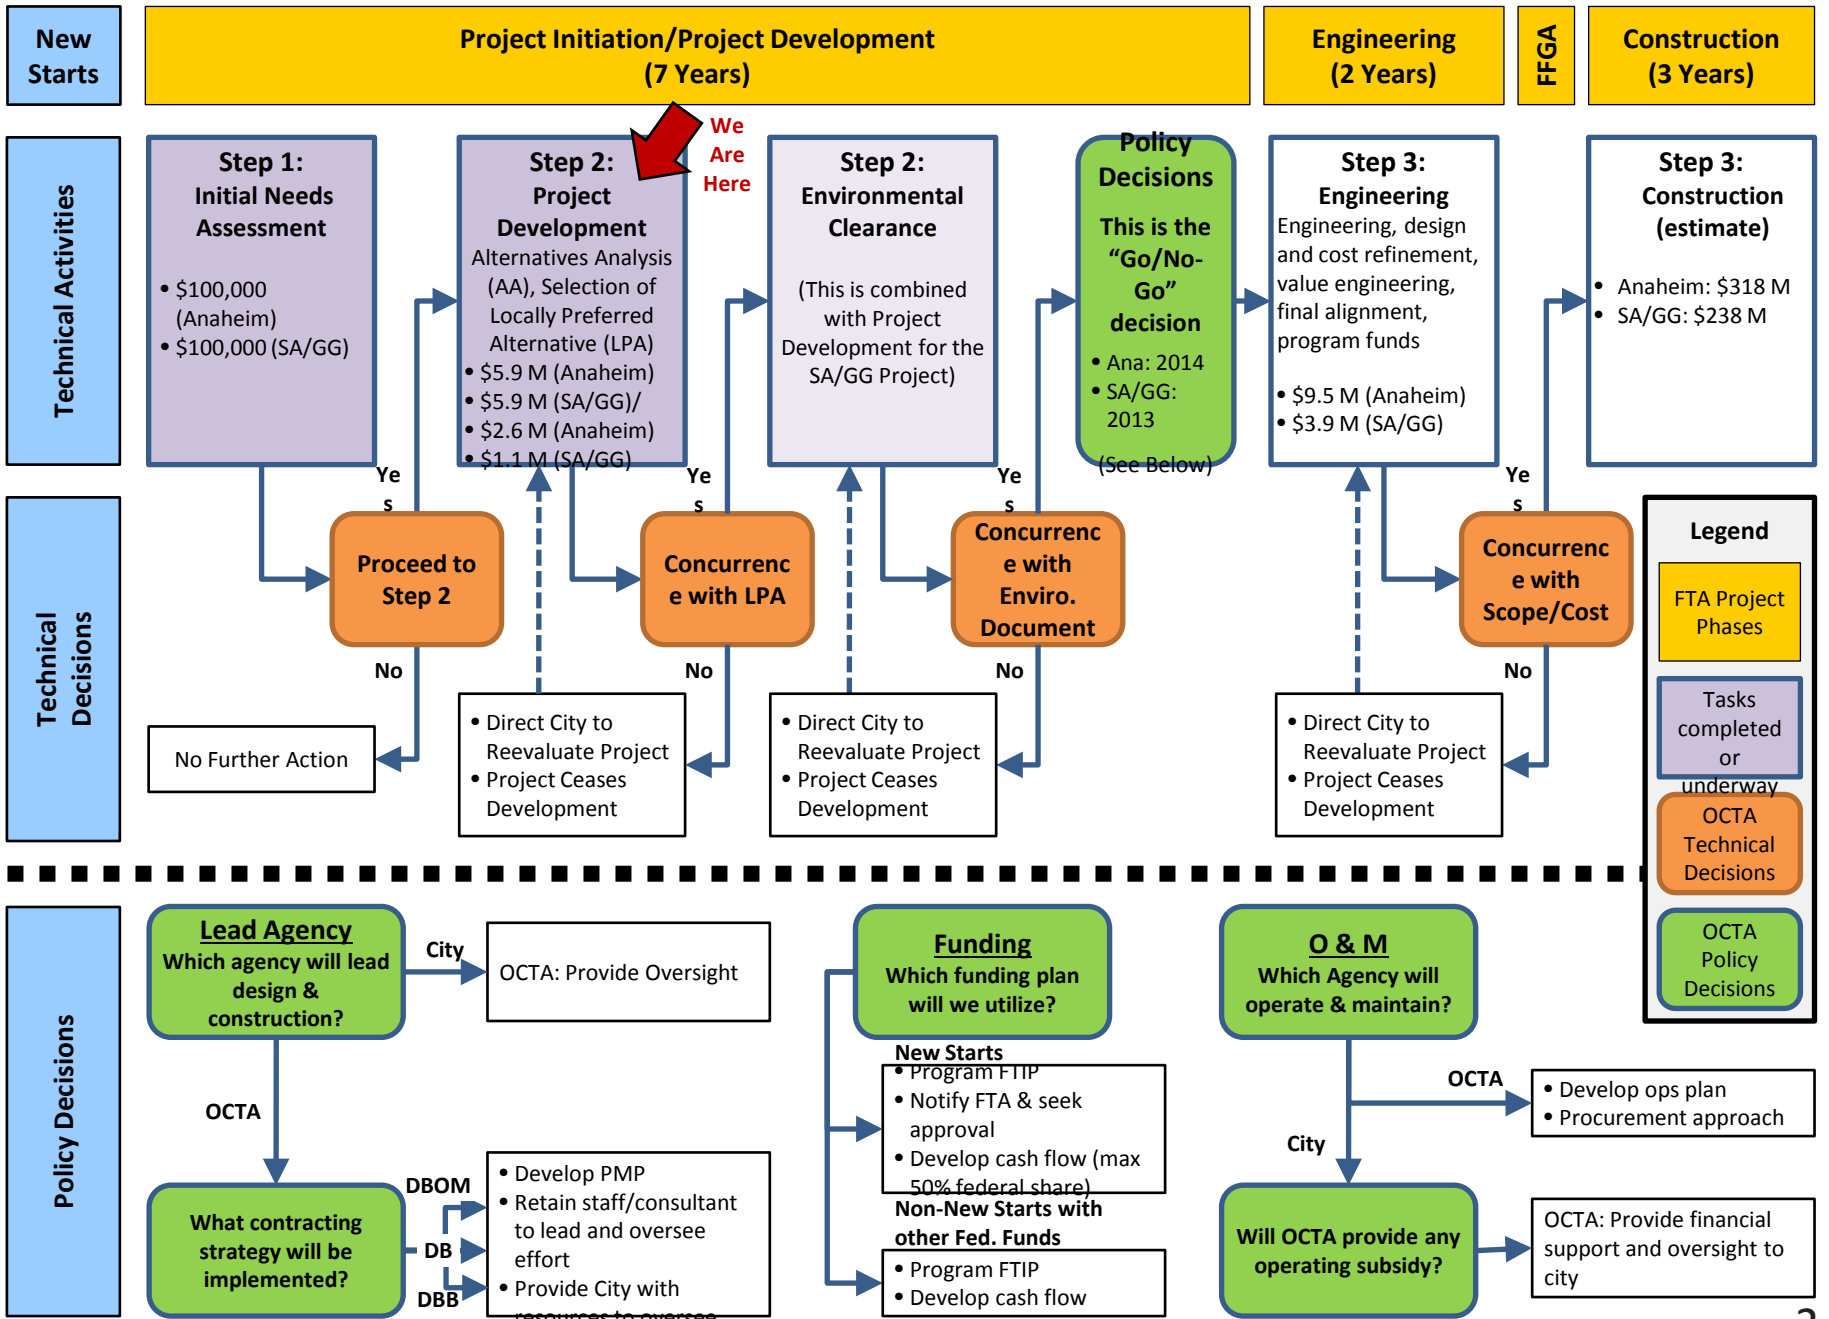 New
Starts
Project Initiation/Project Development
(7 Years)
Engineering
(2 Years)
FFGA
Construction
(3 Years)
We
Are
Here
Technical Activities
Step 1:
Initial Needs
Assessment
• $100,000
(Anaheim)
• $100,000 (SA/GG)
Step 2:
Project
Development
Alternatives Analysis
(AA), Selection of
Locally Preferred
Alternative (LPA)
• $5.9 M (Anaheim)
• $5.9 M (SA/GG)/
• $2.6 M (Anaheim)
• $1.1 M (SA/GG)
Step 2:
Environmental
Clearance
(This is combined
with Project
Development for the
SA/GG Project)
Policy
Decisions
This is the
“Go/No-
Go”
decision
• Ana: 2014
• SA/GG:
2013
(See Below)
Step 3:
Engineering
Engineering, design
and cost refinement,
value engineering,
final alignment,
program funds
• $9.5 M (Anaheim)
• $3.9 M (SA/GG)
Step 3:
Construction
(estimate)
• Anaheim: $318 M
• SA/GG: $238 M
Technical
Decisions
Ye
s
Proceed to
Step 2
No
No Further Action
Ye
s
Concurrenc
e with LPA
No
• Direct City to
Reevaluate Project
• Project Ceases
Development
Ye
s
Concurrenc
e with
Enviro.
Document
No
• Direct City to
Reevaluate Project
• Project Ceases
Development
Ye
s
Concurrenc
e with
Scope/Cost
No
• Direct City to
Reevaluate Project
• Project Ceases
Development
Legend
FTA Project
Phases
Tasks
completed
or
underway
OCTA
Technical
Decisions
OCTA
Policy
Decisions
Policy Decisions
Lead Agency
Which agency will lead
design &
construction?
City
OCTA: Provide Oversight
OCTA
What contracting
strategy will be
implemented?
DBOM
DB
DBB
• Develop PMP
• Retain staff/consultant
to lead and oversee
effort
• Provide City with
resources to oversee
Funding
Which funding plan
will we utilize?
New Starts
• Program FTIP
• Notify FTA & seek
approval
• Develop cash flow (max
50% federal share)
Non-New Starts with
other Fed. Funds
• Program FTIP
• Develop cash flow
O & M
Which Agency will
operate & maintain?
OCTA
• Develop ops plan
• Procurement approach
City
Will OCTA provide any
operating subsidy?
OCTA: Provide financial
support and oversight to
city